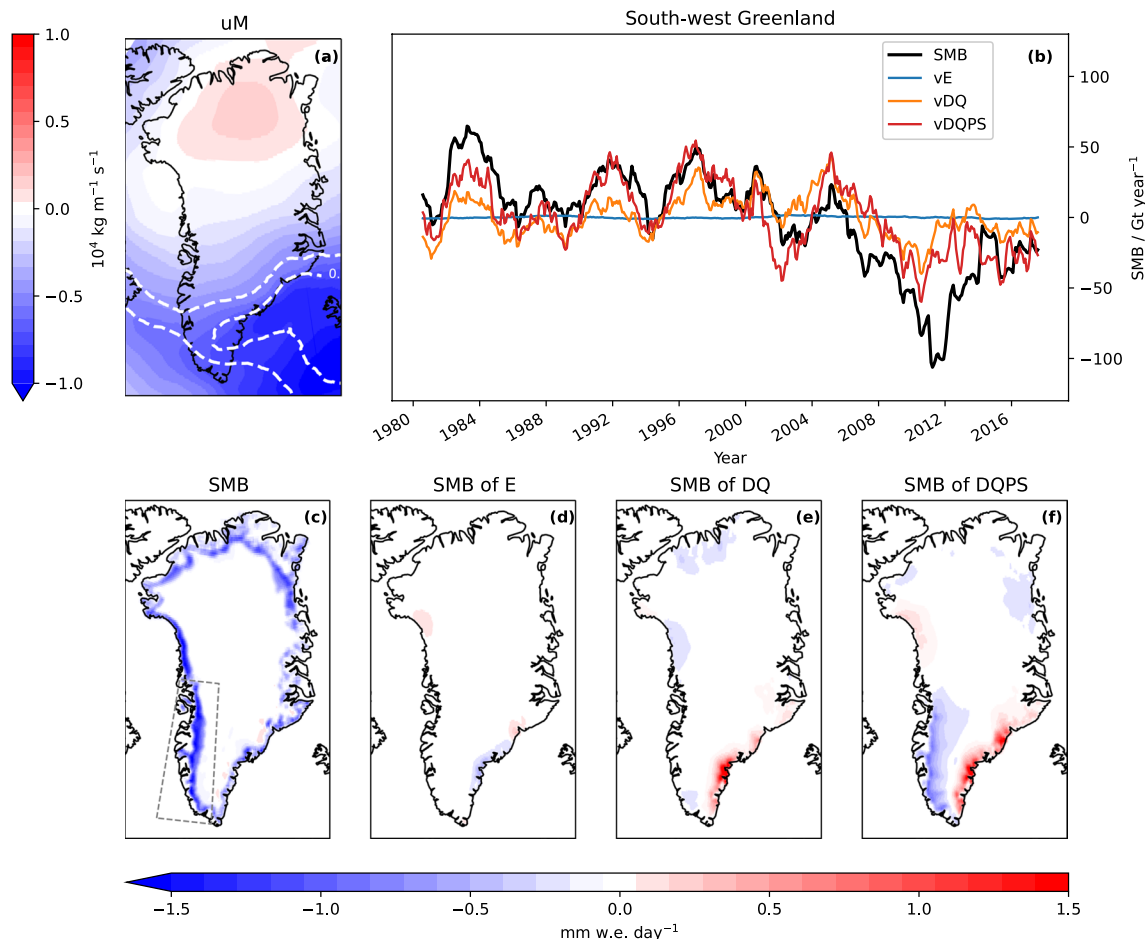 uM
South-west Greenland
1.0
0.5
0.0
−0.5
−1.0
10⁴ kg m⁻¹ s⁻¹
(a)
0.
(b)
SMB
vE
vDQ
vDQPS
100
50
0
−50
−100
SMB / Gt year⁻¹
1980
1984
1988
1992
1996
2000
2004
2008
2012
2016
Year
SMB
SMB of E
SMB of DQ
SMB of DQPS
(c)
(d)
(e)
(f)
−1.5
−1.0
−0.5
0.0
0.5
1.0
1.5
mm w.e. day⁻¹